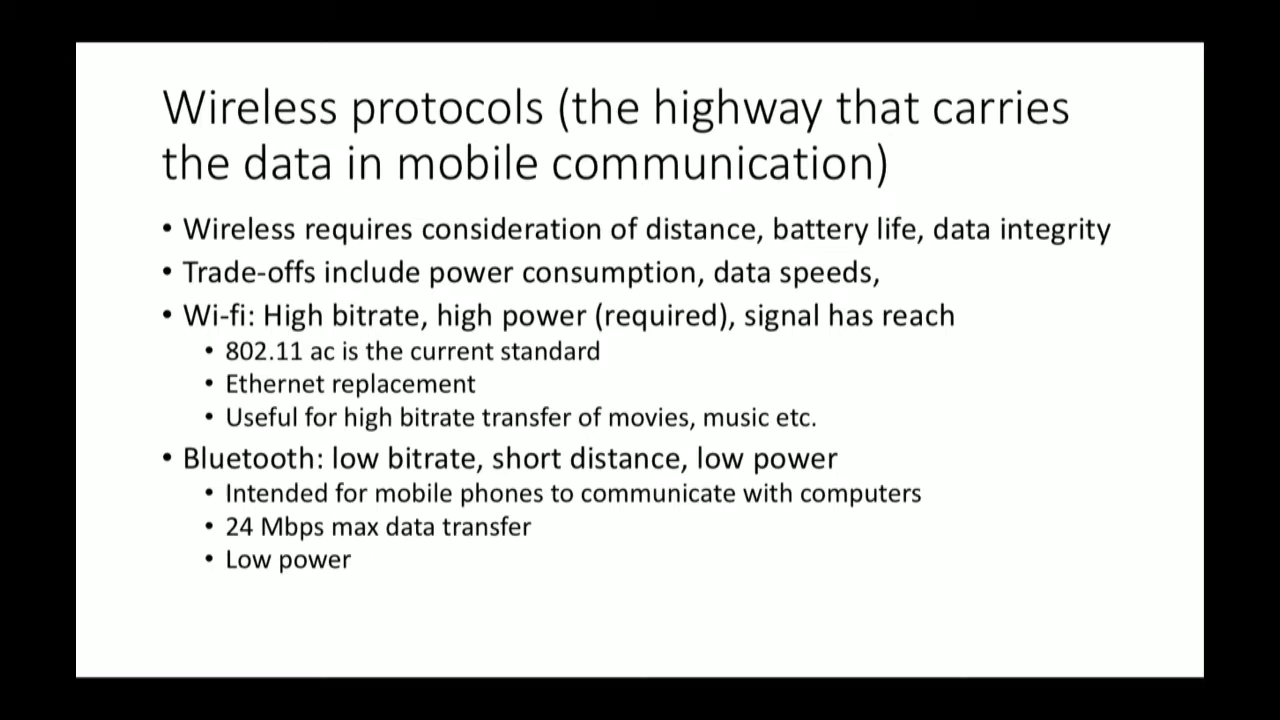 Wireless protocols (the highway that carries
the data in mobile communication)
• Wireless requires consideration of distance, battery life, data integrity
• Trade-offs include power consumption, data speeds,
• Wi-fi: High bitrate, high power (required), signal has reach
• 802.11 ac is the current standard
• Ethernet replacement
• Useful for high bitrate transfer of movies, music etc.
• Bluetooth: low bitrate, short distance, low power
• Intended for mobile phones to communicate with computers
• 24 Mbps max data transfer
• Low power